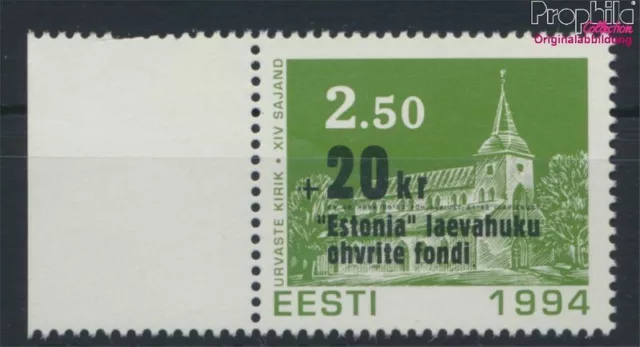 Prophila
Collection
Originalabbildung
URVASTE KIRIK • XIV SAJAND
2.50
+20 kr
"Estonia" laevahuku
ohvrite fondi
EESTI 1994